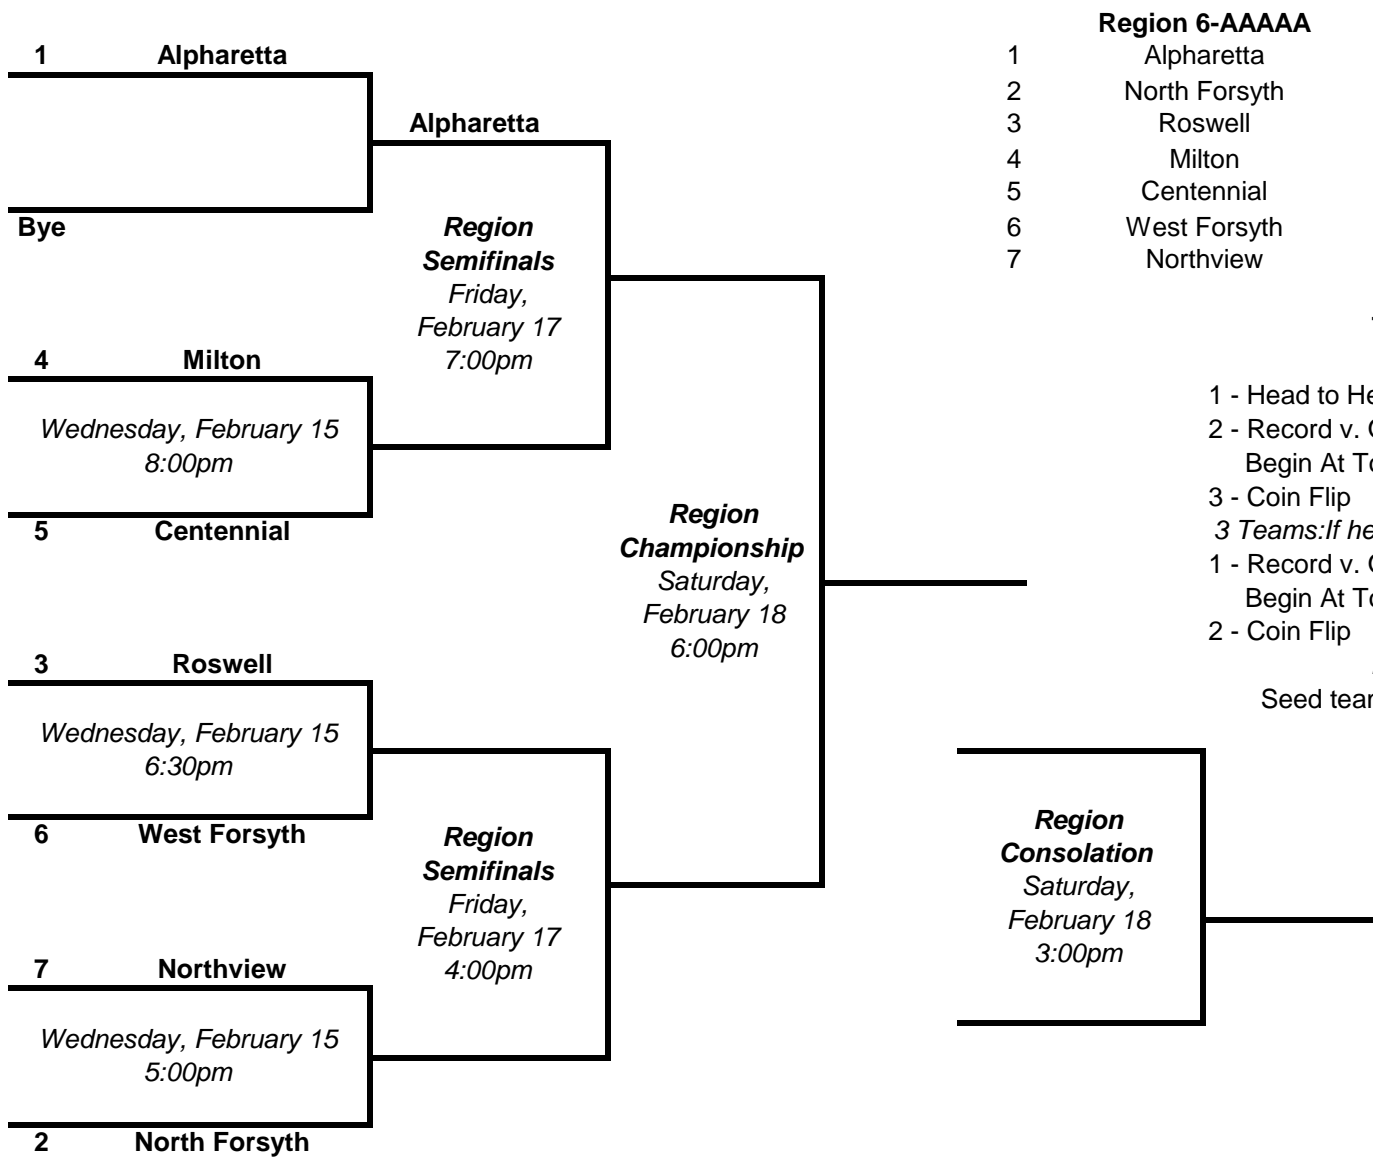 1 Alpharetta
Alpharetta
Bye
Region
Semifinals
Friday,
February 17
7:00pm
4 Milton
Wednesday, February 15
8:00pm
5 Centennial
Region
Championship
Saturday,
February 18
6:00pm
3 Roswell
Wednesday, February 15
6:30pm
6 West Forsyth
Region
Semifinals
Friday,
February 17
4:00pm
7 Northview
Wednesday, February 15
5:00pm
2 North Forsyth
Region 6-AAAAA
1 Alpharetta
2 North Forsyth
3 Roswell
4 Milton
5 Centennial
6 West Forsyth
7 Northview
1 - Head to
2 - Record v.
Begin At
3 - Coin Flip
3 Teams:If
1 - Record v.
Begin At
2 - Coin Flip
Seed
Region
Consolation
Saturday,
February 18
3:00pm